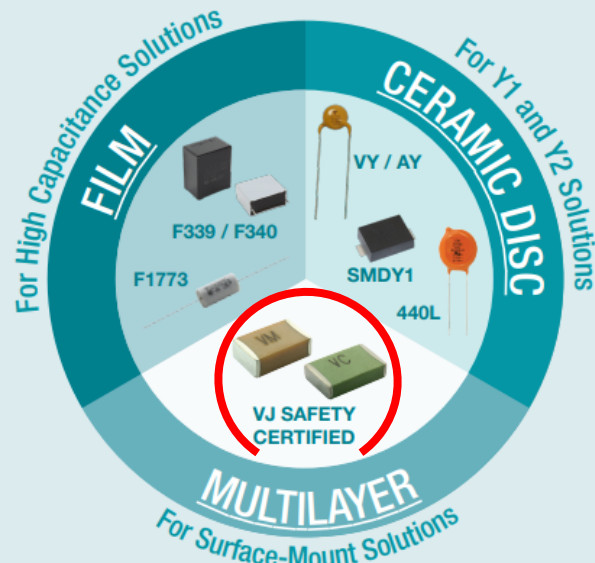 For High Capacitance Solutions
FILM
F339 / F340
F1773
For Y1 and Y2 Solutions
CERAMIC DISC
VY / AY
SMDY1
440L
VM
VC
VJ SAFETY
CERTIFIED
MULTILAYER
For Surface-Mount Solutions